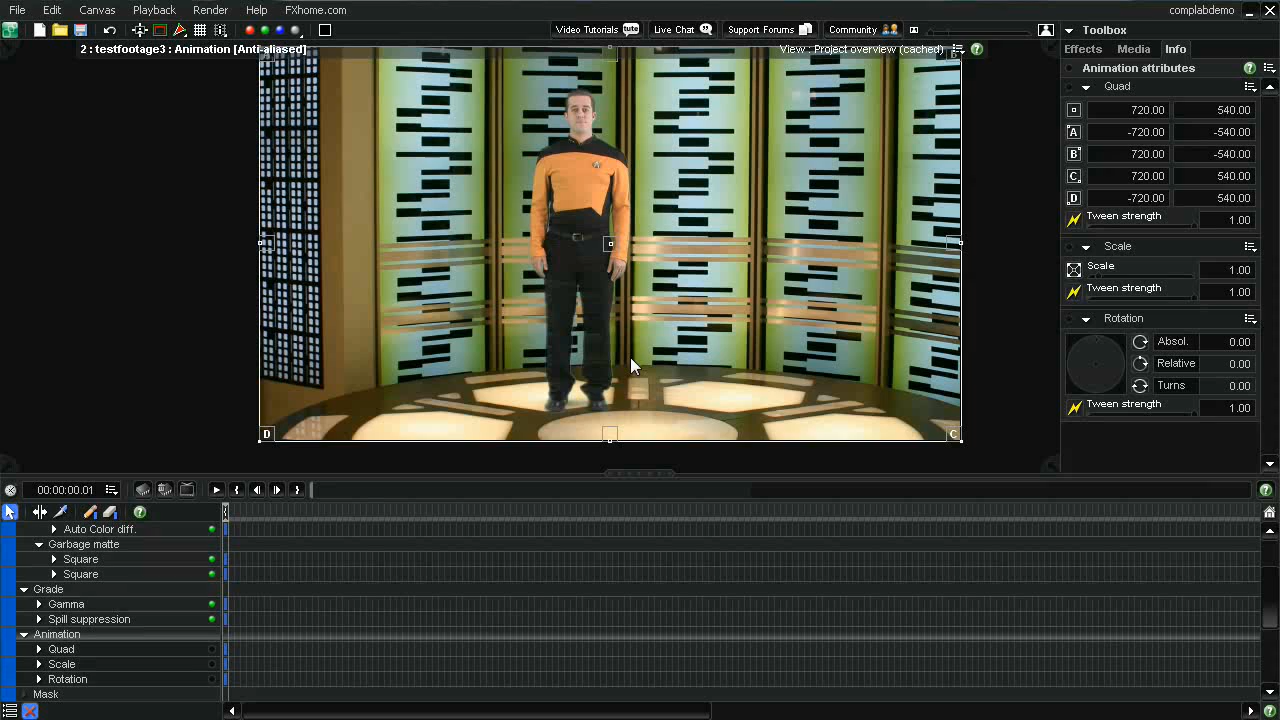 File Edit Canvas Playback Render Help FXhome.com complabdemo
Video Tutorials tute Live Chat Support Forums Community Toolbox
2 : testfootage3 : Animation [Anti-aliased] View : Project overview (cached) Effects Media Info
Animation attributes
Quad
720.00 540.00
A -720.00 -540.00
B 720.00 -540.00
C 720.00 540.00
D -720.00 540.00
Tween strength 1.00
Scale
Scale 1.00
Tween strength 1.00
Rotation
Absol. 0.00
Relative 0.00
Turns 0.00
Tween strength 1.00
D C
00:00:00.01
Auto Color diff.
Garbage matte
Square
Square
Grade
Gamma
Spill suppression
Animation
Quad
Scale
Rotation
Mask